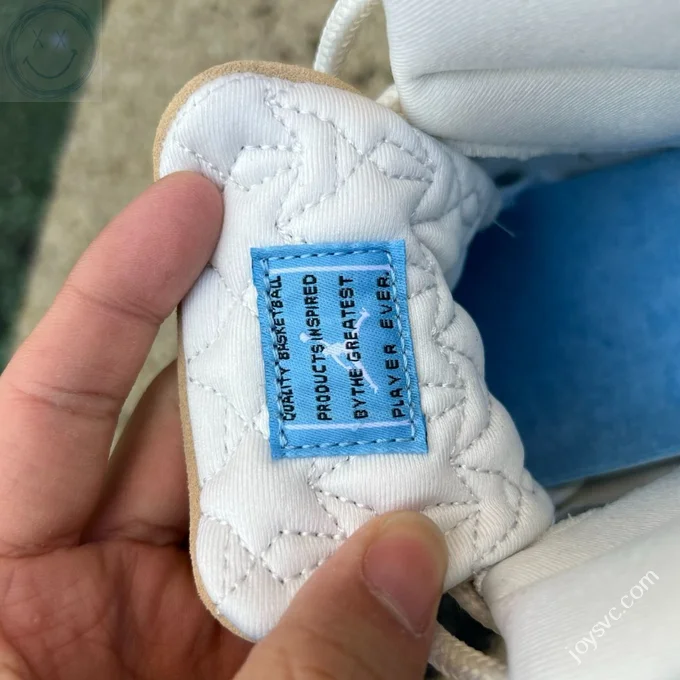 QUALITY BASKETBALL
PRODUCTS INSPIRED
BY THE GREATEST
PLAYER EVER.
joysvc.com